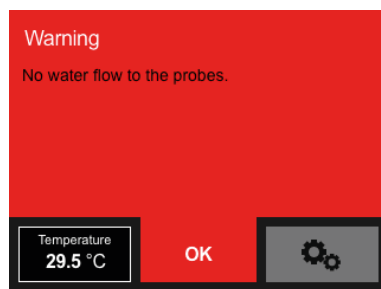 Warning
No water flow to the probes.
Temperature
29.5 °C
OK